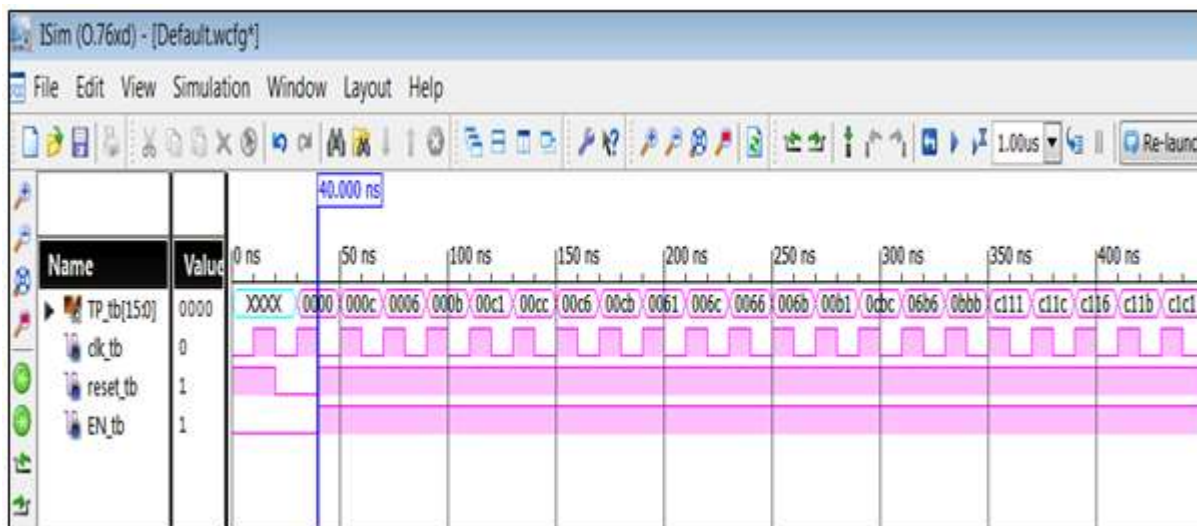 ISim (O.76xd) - [Default.wcfg*]
File Edit View Simulation Window Layout Help
1.00us Re-launc
40.000 ns
Name Value 0 ns 50 ns 100 ns 150 ns 200 ns 250 ns 300 ns 350 ns 400 ns
TP_tb[15:0] 0000 XXXX 0000 000c 0006 000b 00c1 00cc 00c6 00cb 0061 006c 0066 006b 00b1 0cbc 06b6 0bbb c111 c11c c116 c11b c1c1
clk_tb 0
reset_tb 1
EN_tb 1